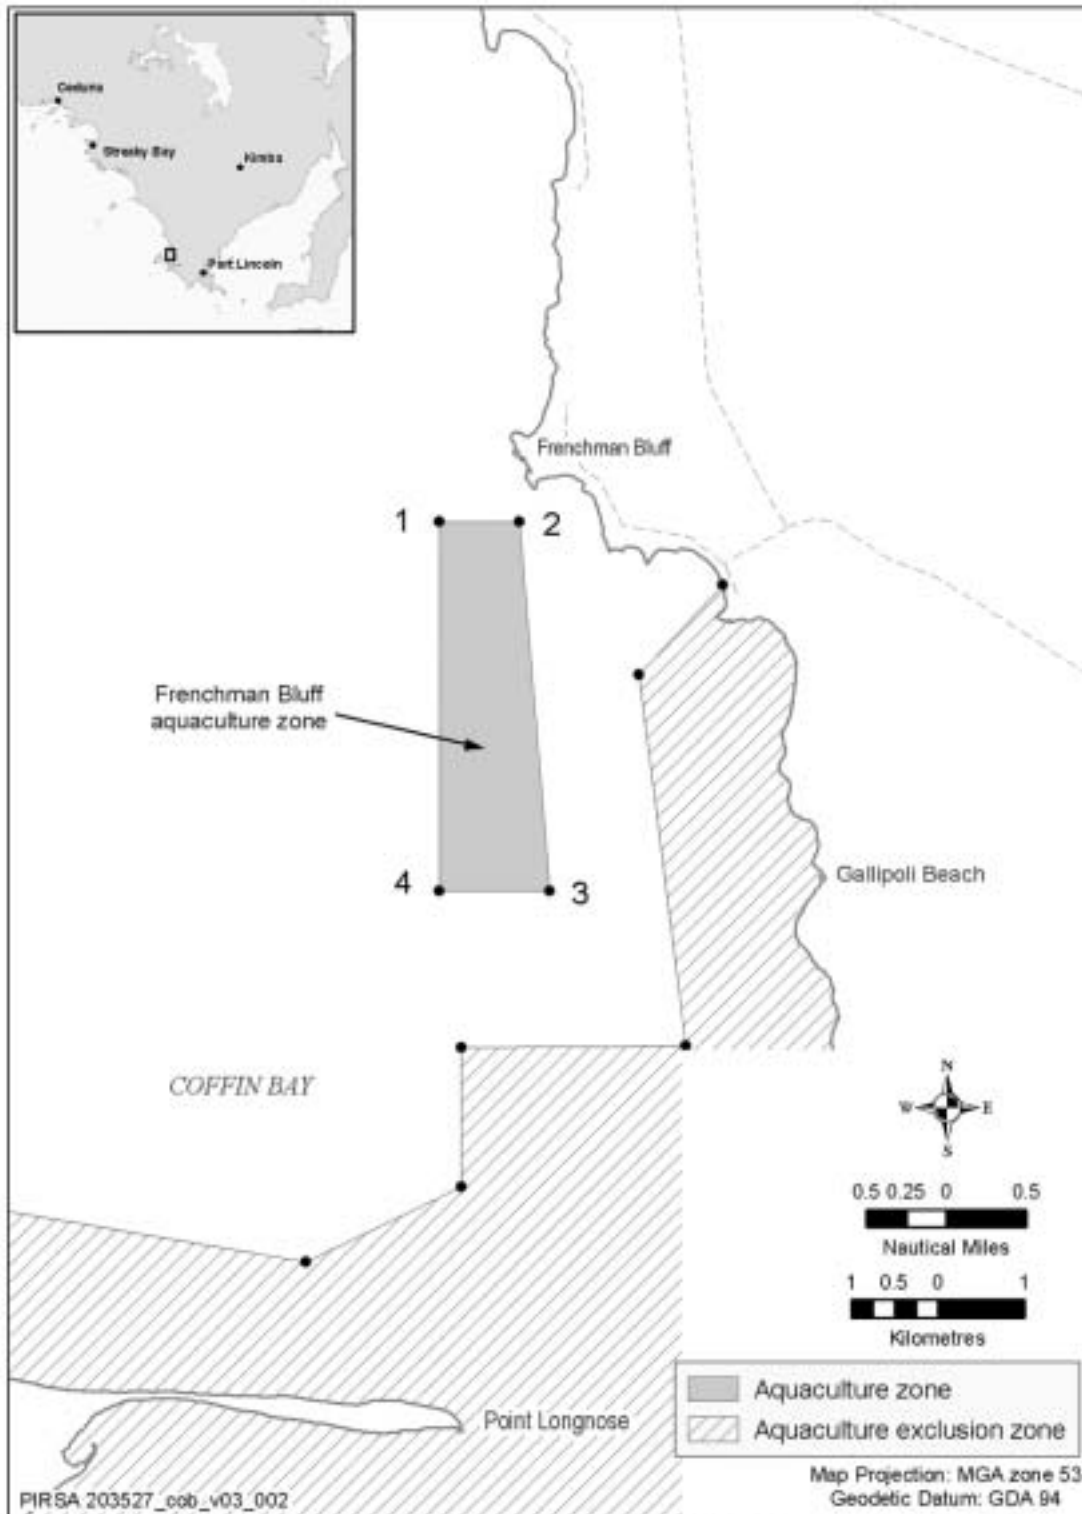 Ceduna
Streaky Bay
Kimba
Port Lincoln
Frenchman Bluff
1
2
Frenchman Bluff
aquaculture zone
4
3
Gallipoli Beach
COFFIN BAY
N
W
E
S
0.5 0.25 0 0.5
Nautical Miles
1 0.5 0 1
Kilometres
Aquaculture zone
Point Longnose
Aquaculture exclusion zone
Map Projection: MGA zone 53
PIRSA 203527_cob_v03_002
Geodetic Datum: GDA 94